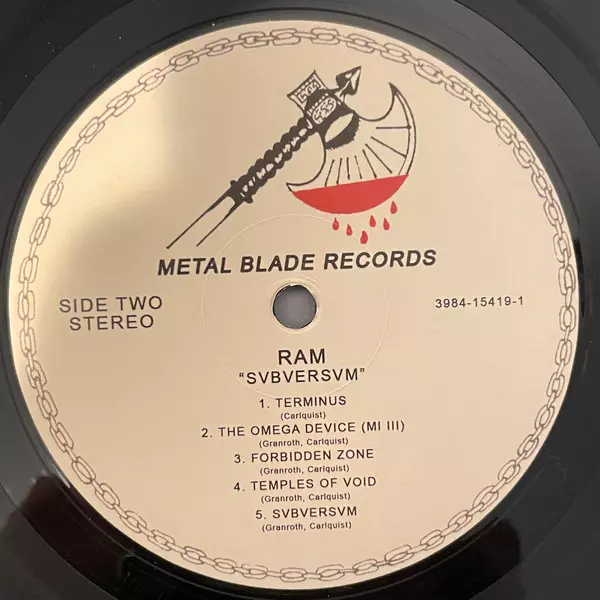 METAL BLADE RECORDS
SIDE TWO
STEREO
3984-15419-1
RAM
"SVBVERSVM"
1. TERMINUS
(Carlquist)
2. THE OMEGA DEVICE (MI III)
(Granroth, Carlquist)
3. FORBIDDEN ZONE
(Granroth, Carlquist)
4. TEMPLES OF VOID
(Granroth, Carlquist)
5. SVBVERSVM
(Granroth, Carlquist)